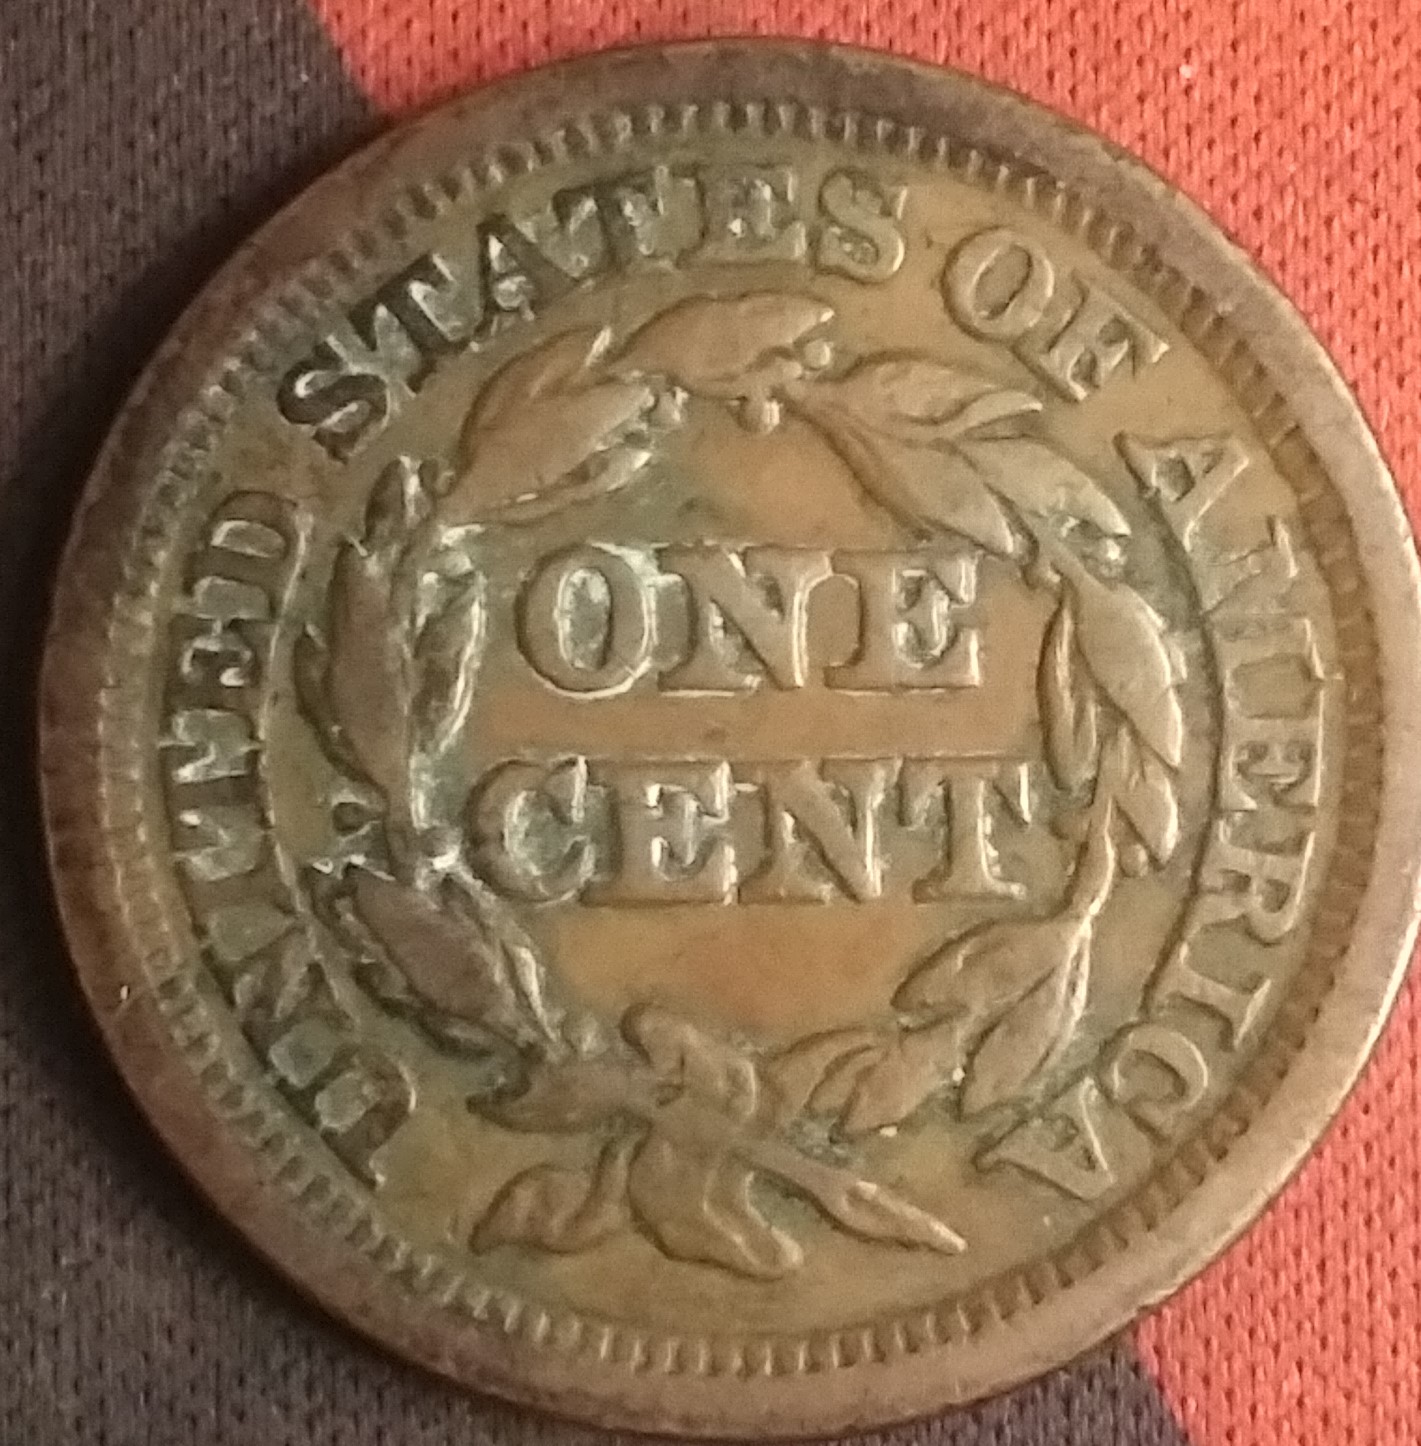 UNITED STATES OF AMERICA
ONE
CENT